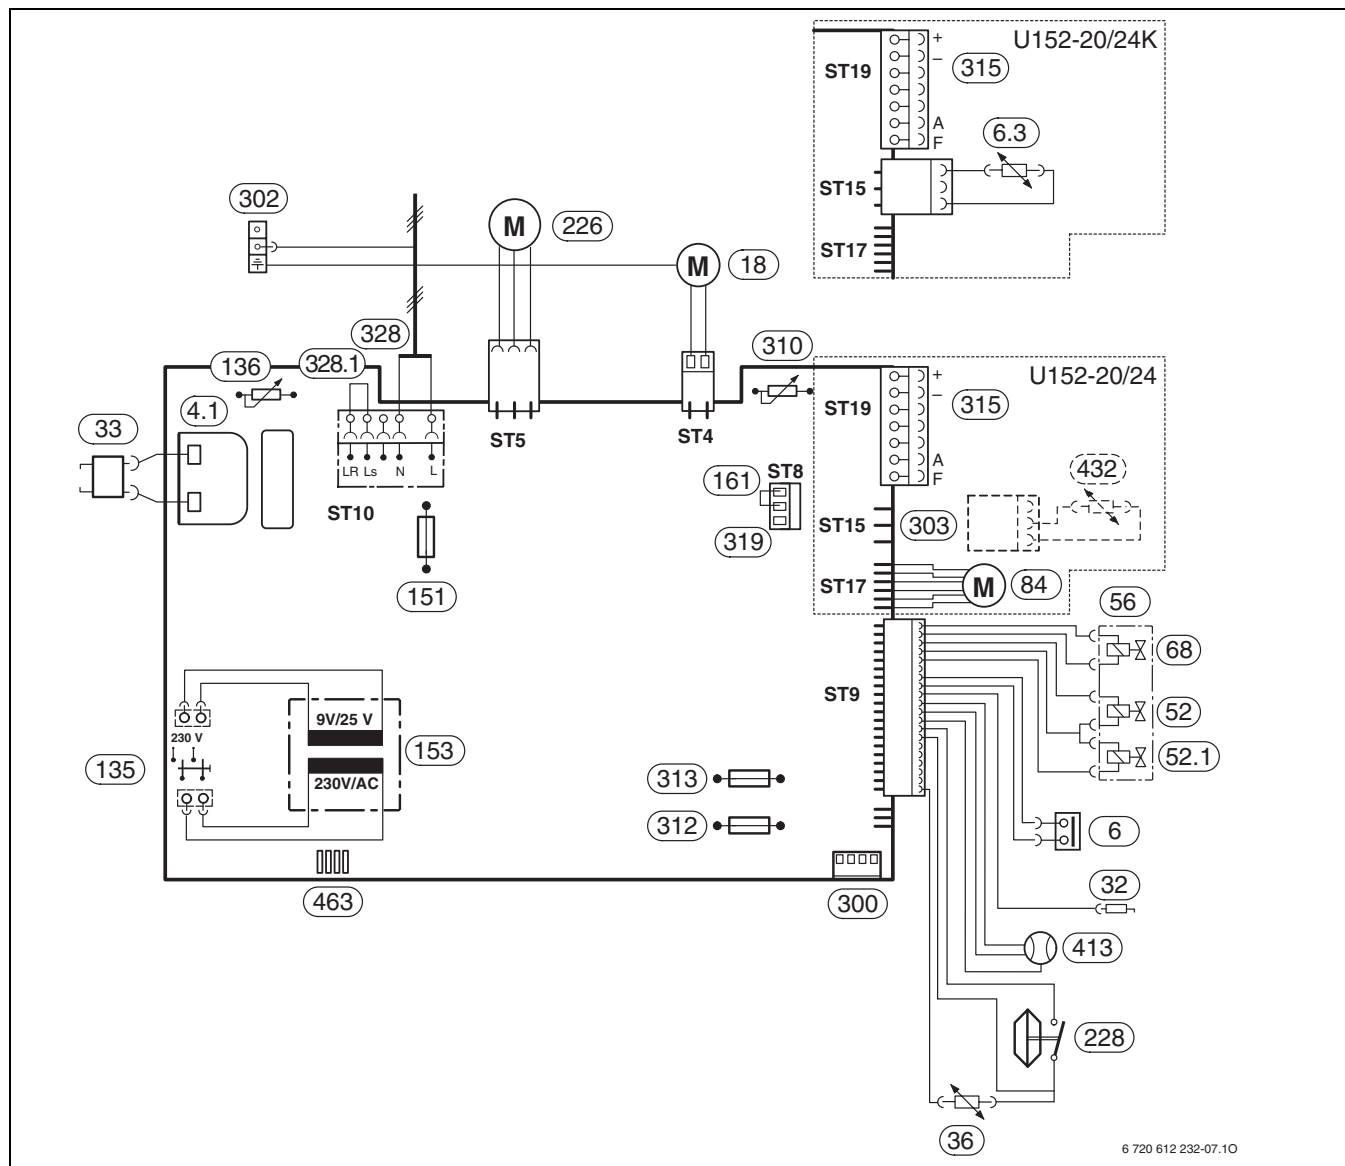 U152-20/24K
+
–
ST19
315
A
F
6.3
ST15
ST17
302
M
226
M
18
328
310
136
328.1
U152-20/24
4.1
+
–
ST19
315
33
ST5
ST4
LR Ls N L
A
F
ST8
432
161
ST10
ST15
303
319
151
ST17
M
84
56
68
ST9
52
9V/25 V
230 V
135
153
52.1
230V/AC
313
312
6
463
300
32
413
228
36
6 720 612 232-07.1O